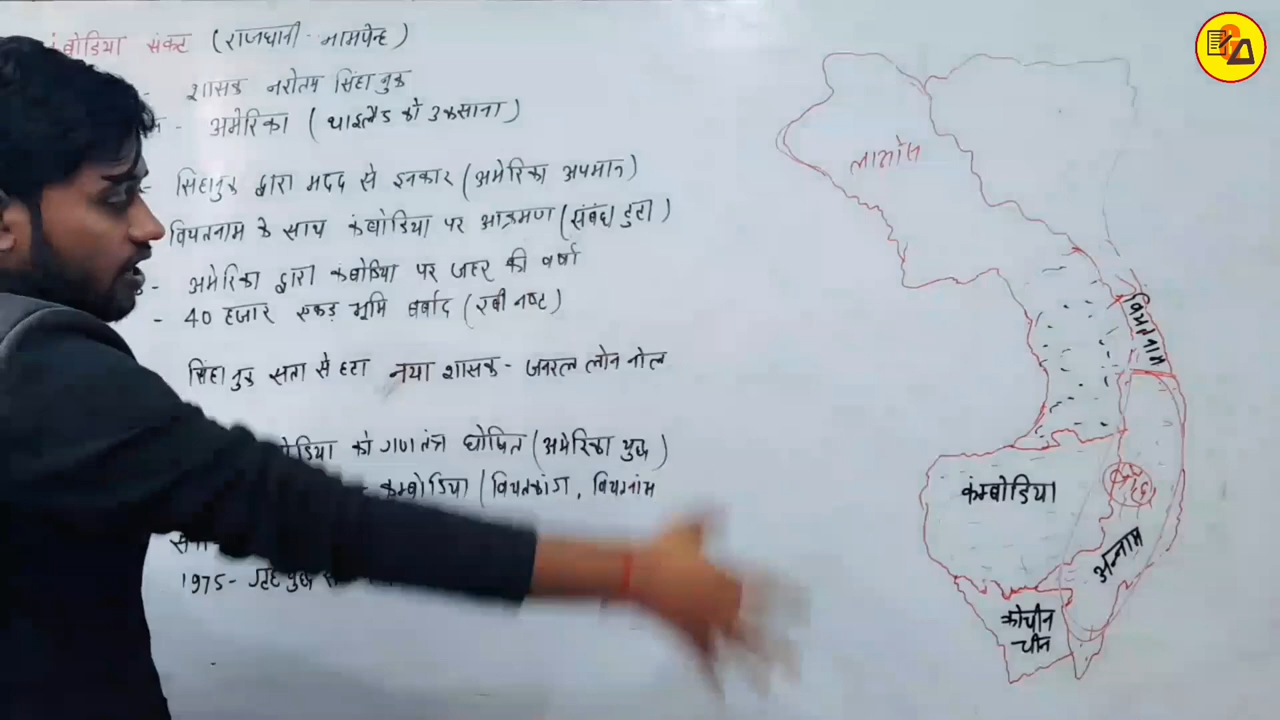 कंबोडिया संकट (राजधानी - नामपेन्ह)
- शासक नरोतम सिंहानुक
- अमेरिका (थाइलैंड को उकसाना)
- सिंहानुक द्वारा मदद से इनकार (अमेरिका अपमान)
वियतनाम के साथ कंबोडिया पर आक्रमण (संबंध टुटा)
- अमेरिका द्वारा कंबोडिया पर जहर की वर्षा
- 40 हजार एकड़ भूमि बर्बाद (रबी नष्ट)
सिंहानुक सता से हटा नया शासक - जनरल लोन नोल
को गणतंत्र घोषित (अमेरिका युद्ध)
कम्बोडिया (वियतकांग, वियतनाम
1975 - गृह युद्ध
लाओस
वियतनाम
कंम्बोडिया
अन्नाम
कोचीन
चीन